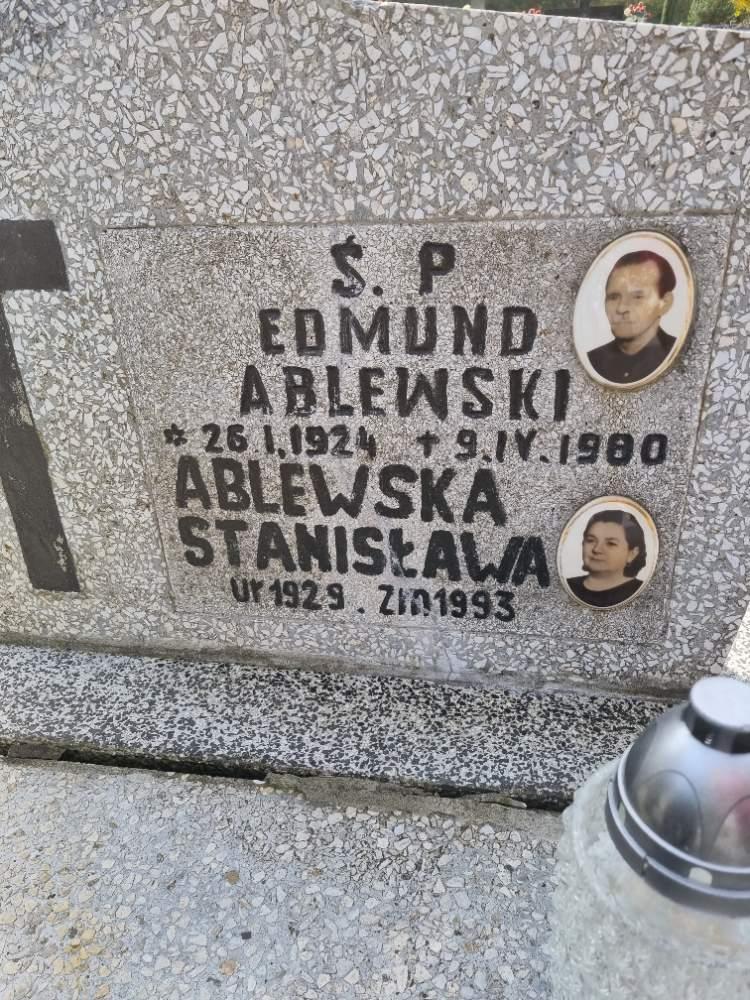 Ś. P
EDMUND
ABLEWSKI
* 26.I.1924 + 9.IV.1980
ABLEWSKA
STANISŁAWA
Ur 1929. Zm 1993